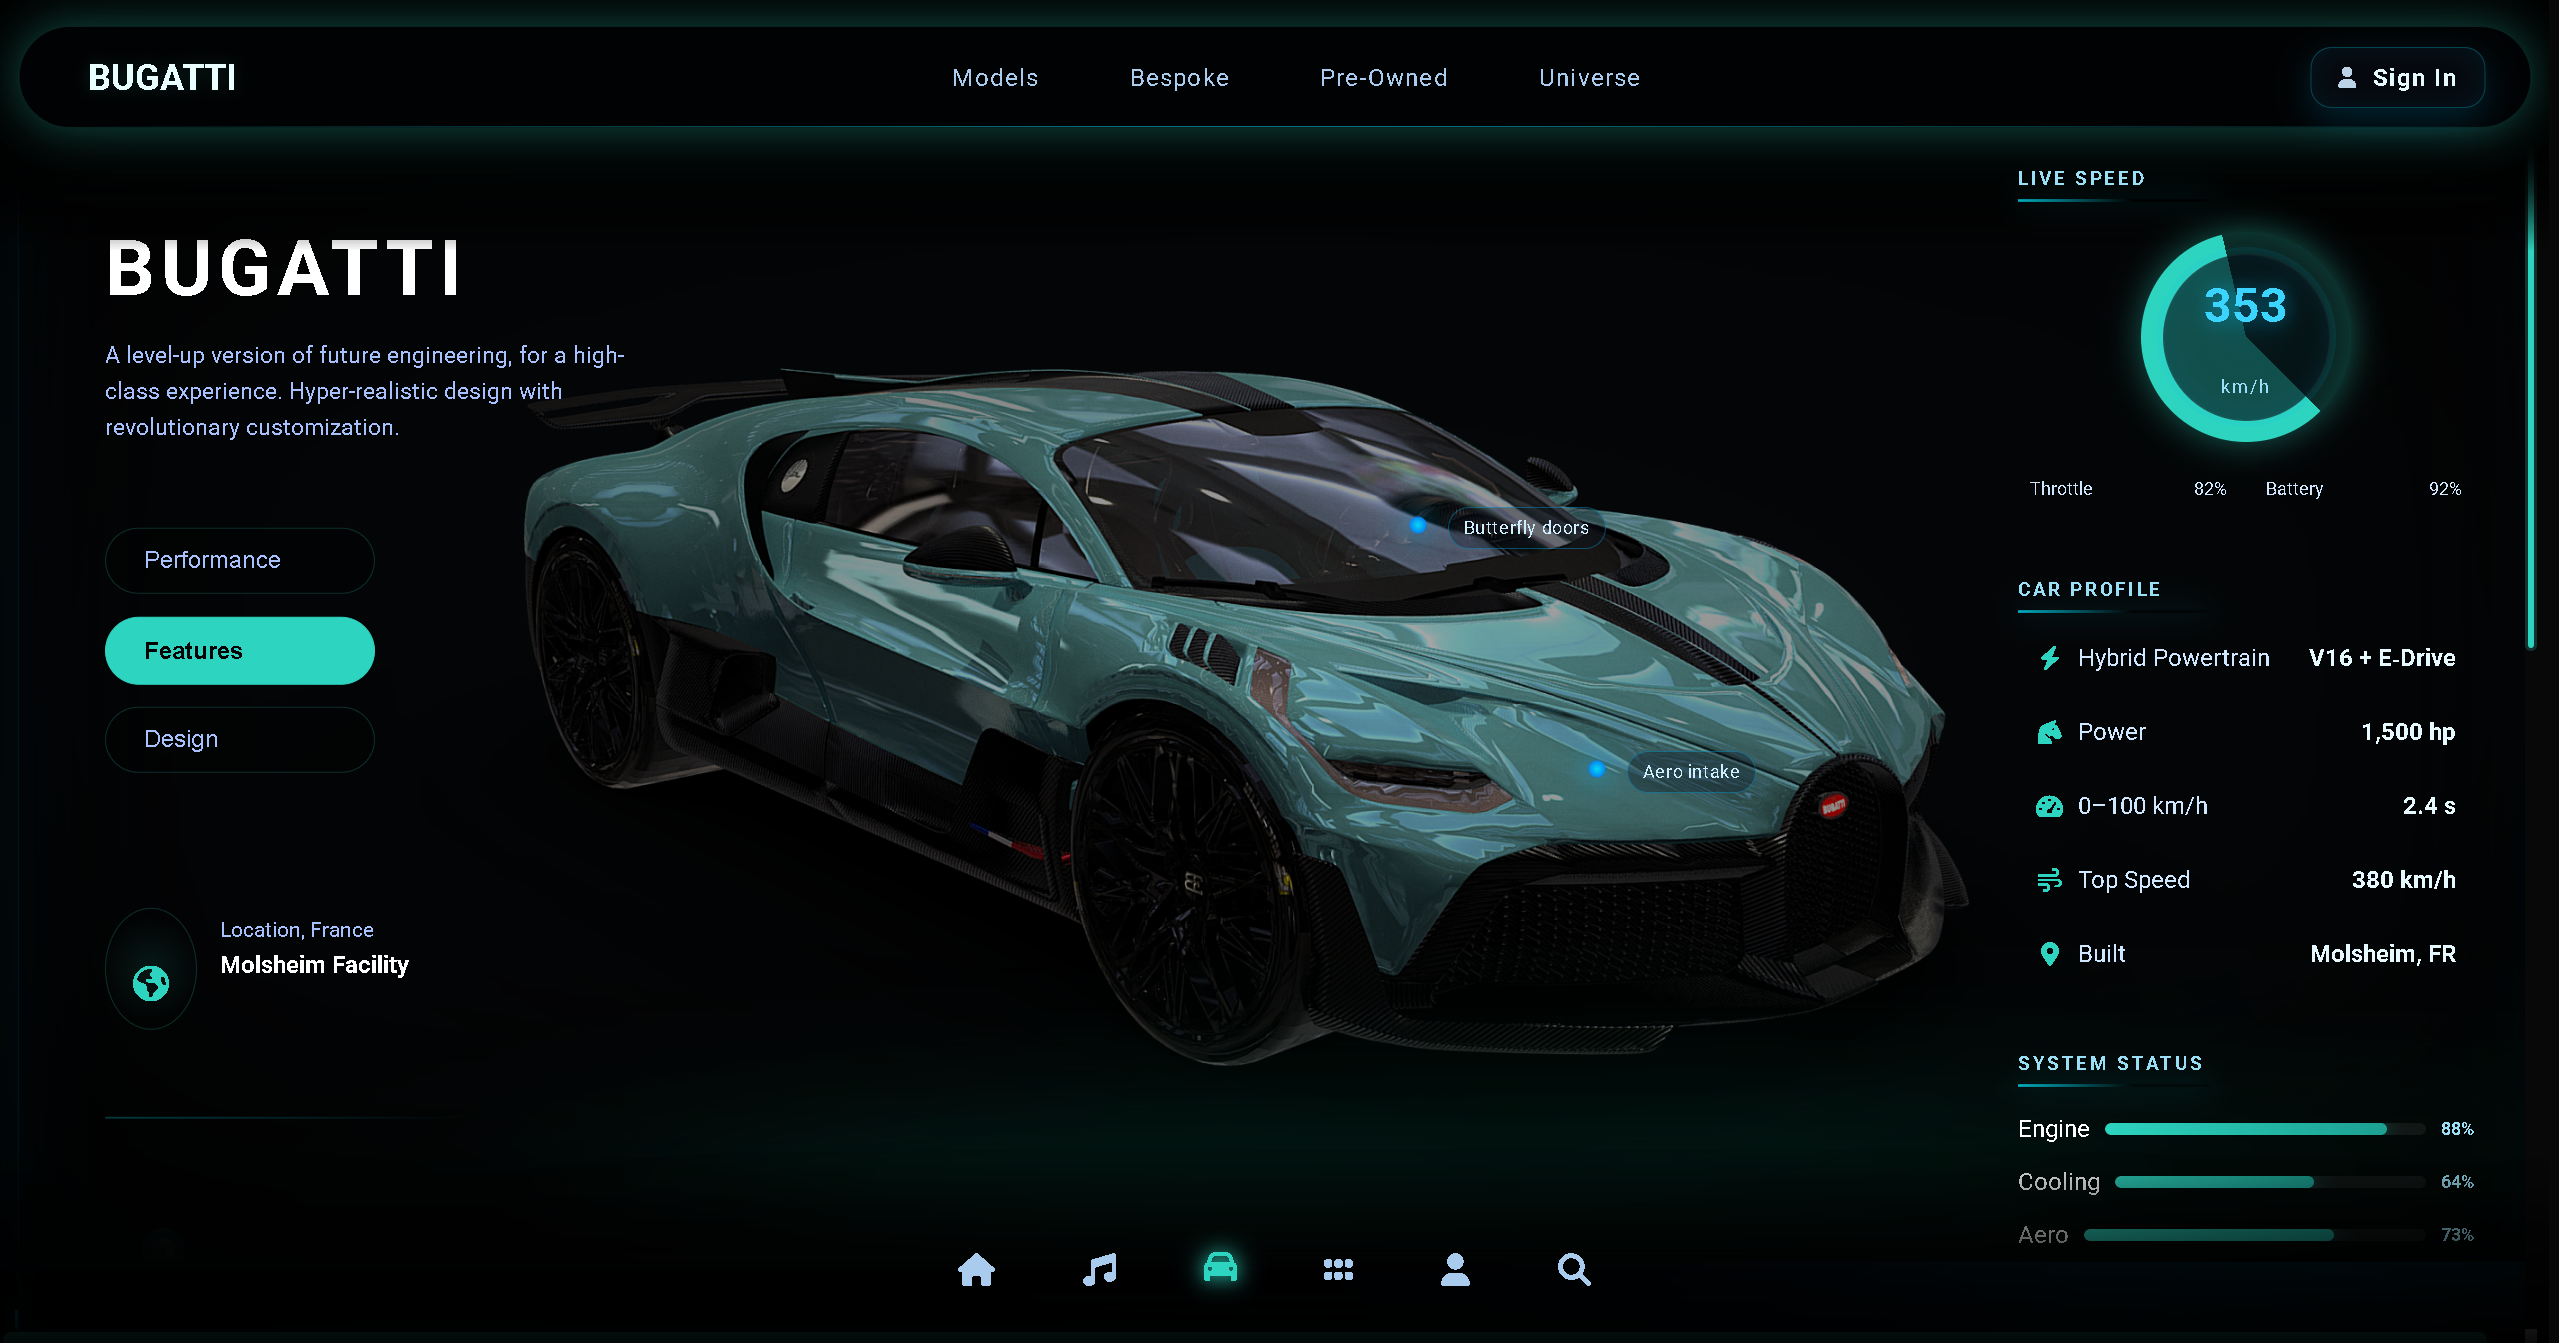 BUGATTI
Models
Bespoke
Pre-Owned
Universe
Sign In
BUGATTI
A level-up version of future engineering, for a high-
class experience. Hyper-realistic design with
revolutionary customization.
Performance
Features
Design
Location, France
Molsheim Facility
Butterfly doors
Aero intake
BUGATTI
LIVE SPEED
353
km/h
Throttle 82% Battery 92%
CAR PROFILE
Hybrid Powertrain V16 + E-Drive
Power 1,500 hp
0–100 km/h 2.4 s
Top Speed 380 km/h
Built Molsheim, FR
SYSTEM STATUS
Engine 88%
Cooling 64%
Aero 73%